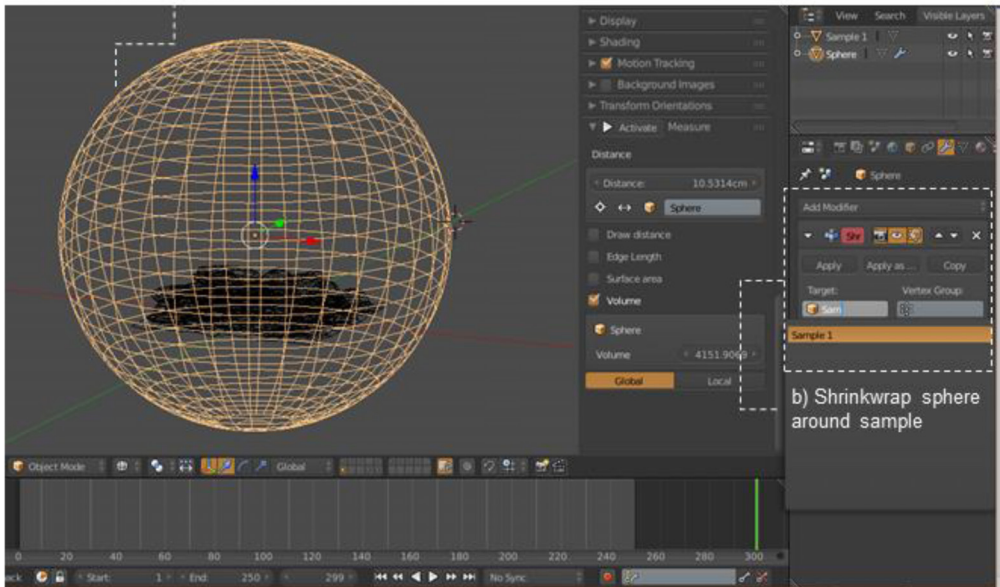 Display
Shading
Motion Tracking
Background Images
Transform Orientations
Activate Measure
Distance
Distance: 10.5314cm
Sphere
Draw distance
Edge Length
Surface area
Volume
Sphere
Volume 4151.9069
Global Local
View Search Visible Layers
Sample 1
Sphere
Sphere
Add Modifier
Shr
Apply Apply as ... Copy
Target: Vertex Group:
Sam
Sample 1
b) Shrinkwrap sphere
around sample
Object Mode Global
0 20 40 60 80 100 120 140 160 180 200 220 240 260 280 300
eck Start: 1 End: 250 299 No Sync